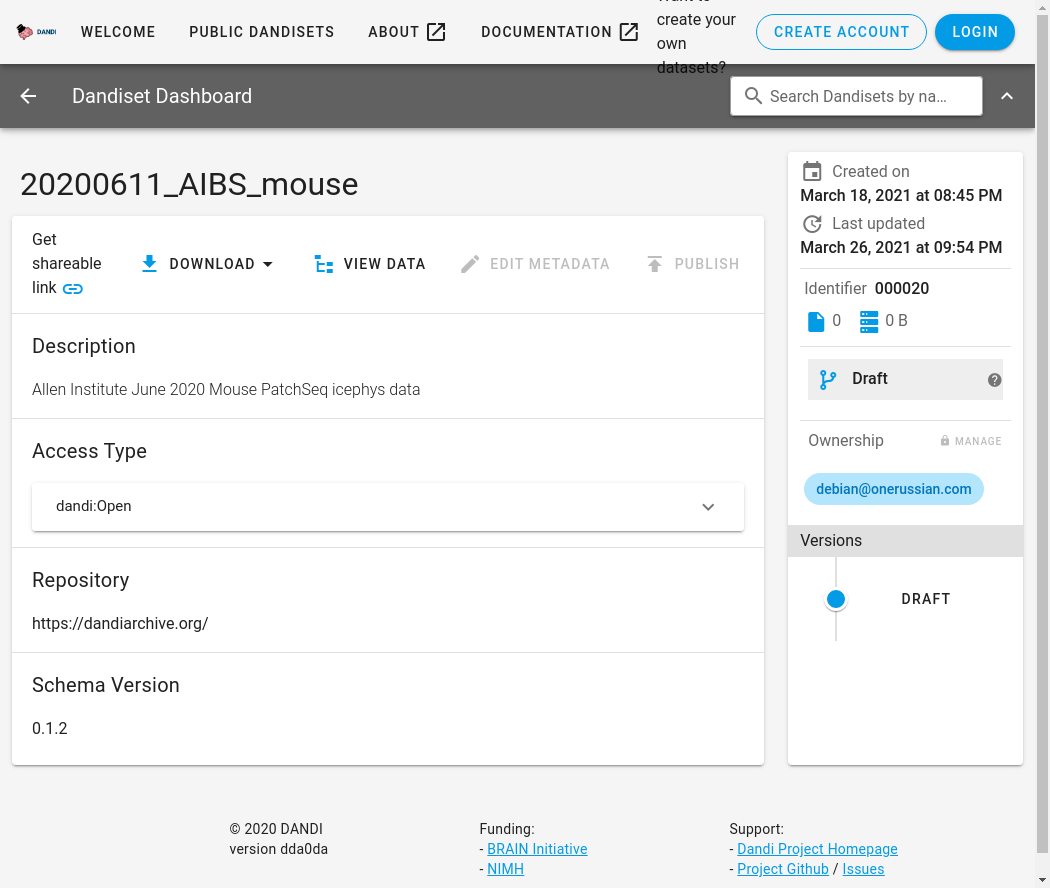 DANDI
WELCOME
PUBLIC DANDISETS
ABOUT
DOCUMENTATION
create your
own
datasets?
CREATE ACCOUNT
LOGIN
Dandiset Dashboard
Search Dandisets by na…
20200611_AIBS_mouse
Get
shareable
link
DOWNLOAD
VIEW DATA
EDIT METADATA
PUBLISH
Description
Allen Institute June 2020 Mouse PatchSeq icephys data
Access Type
dandi:Open
Repository
https://dandiarchive.org/
Schema Version
0.1.2
Created on
March 18, 2021 at 08:45 PM
Last updated
March 26, 2021 at 09:54 PM
Identifier 000020
0
0 B
Draft
Ownership
MANAGE
debian@onerussian.com
Versions
DRAFT
© 2020 DANDI
version dda0da
Funding:
- BRAIN Initiative
- NIMH
Support:
- Dandi Project Homepage
- Project Github / Issues